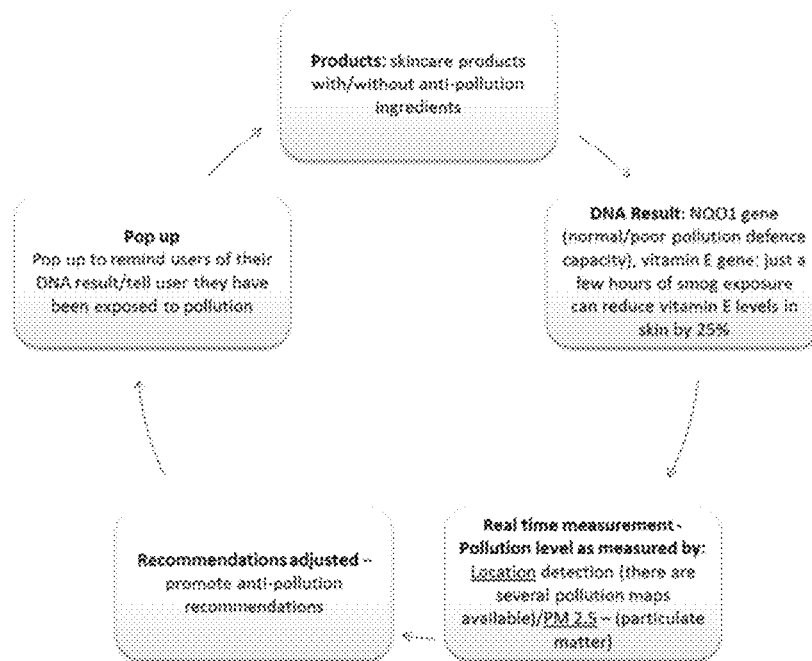 Products: skincare products
with/without anti-pollution
ingredients
DNA Result: NQO1 gene
(normal)/poor pollution defence
capacity), vitamin E gene: just a
few hours of smog exposure
can reduce vitamin E levels in
skin by 25%
Real time measurement -
Pollution level as measured by:
Location detection (there are
several pollution maps
available)/PM 2.5 – (particulate
matter)
Recommendations adjusted –
promote anti-pollution
recommendations
Pop up
Pop up to remind users of their
DNA result/tell user they have
been exposed to pollution